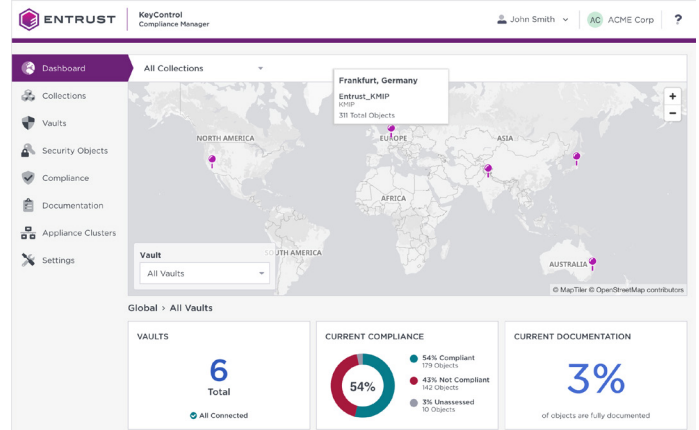 ENTRUST
KeyControl
Compliance Manager
John Smith
AC
ACME Corp
?
Dashboard
Collections
Vaults
Security Objects
Compliance
Documentation
Appliance Clusters
Settings
All Collections
Frankfurt, Germany
Entrust_KMIP
KMIP
311 Total Objects
+
−
NORTH AMERICA
EUROPE
ASIA
AFRICA
SOUTH AMERICA
AUSTRALIA
Vault
All Vaults
© MapTiler © OpenStreetMap contributors
Global > All Vaults
VAULTS
6
Total
All Connected
CURRENT COMPLIANCE
54%
54% Compliant
179 Objects
43% Not Compliant
142 Objects
3% Unassessed
10 Objects
CURRENT DOCUMENTATION
3%
of objects are fully documented